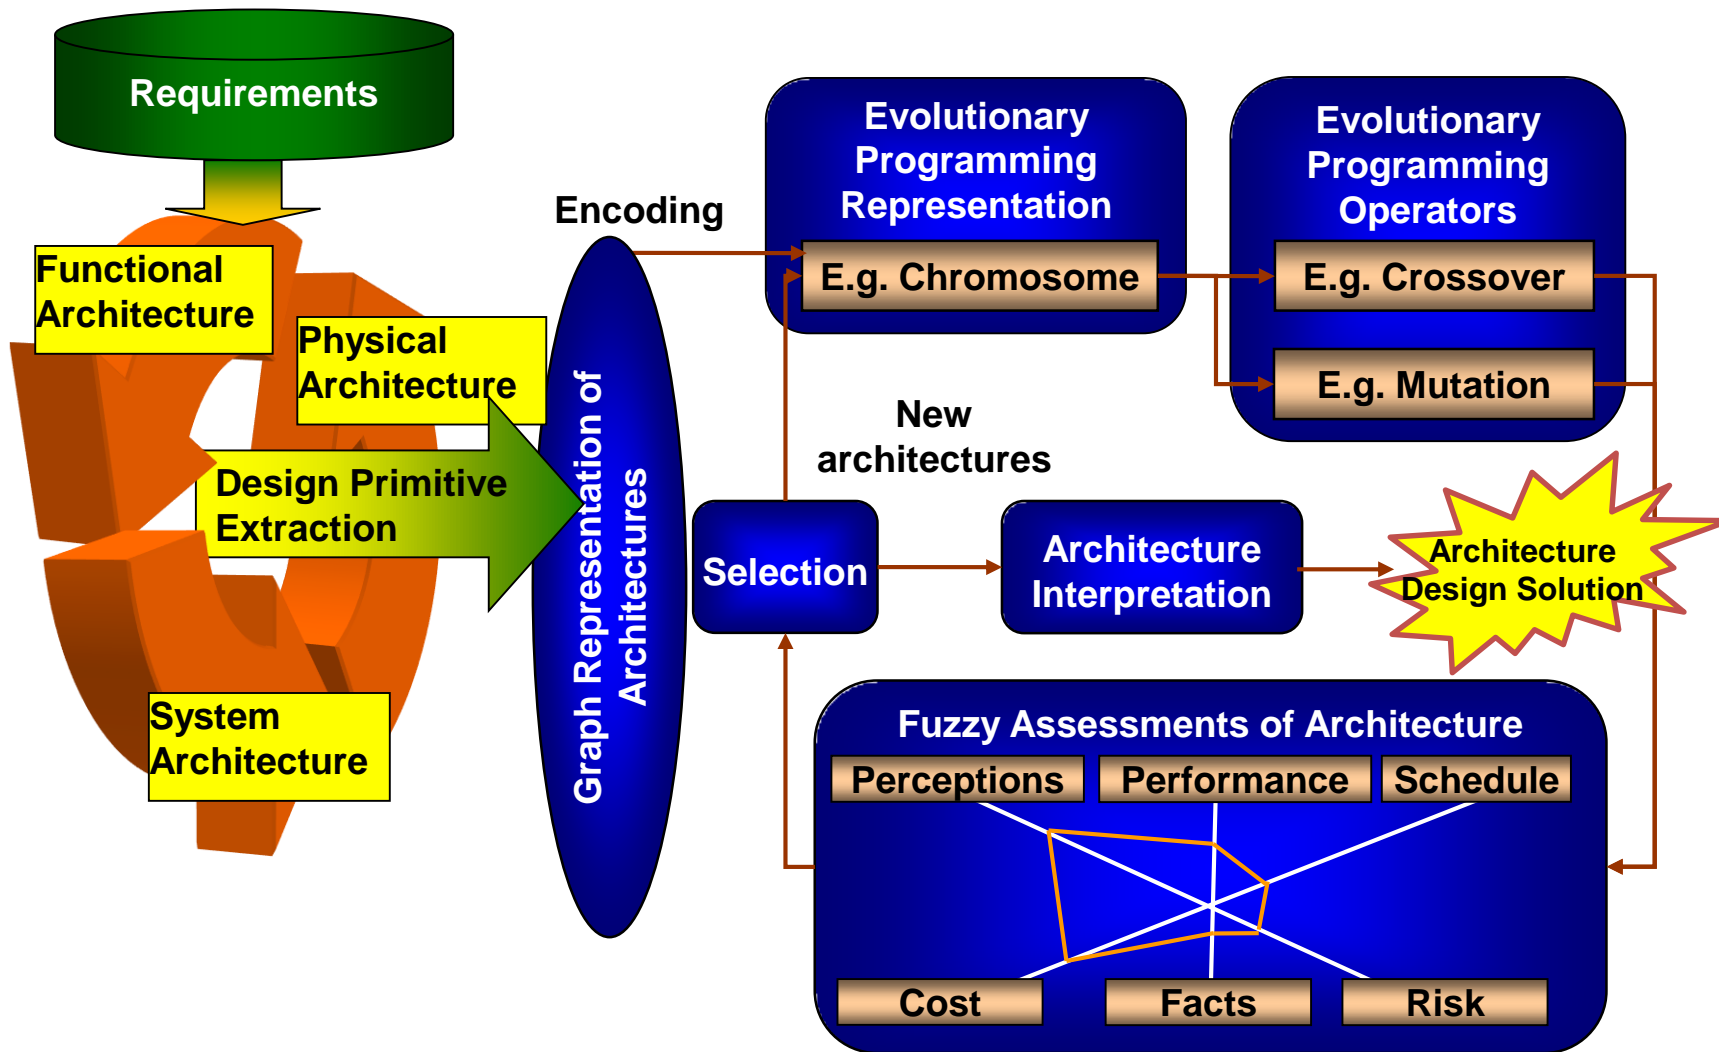 Requirements
Functional
Architecture
Physical
Architecture
Design Primitive
Extraction
System
Architecture
Graph Representation of
Architectures
Encoding
Evolutionary
Programming
Representation
E.g. Chromosome
Evolutionary
Programming
Operators
E.g. Crossover
E.g. Mutation
New
architectures
Selection
Architecture
Interpretation
Architecture
Design Solution
Fuzzy Assessments of Architecture
Perceptions
Performance
Schedule
Cost
Facts
Risk